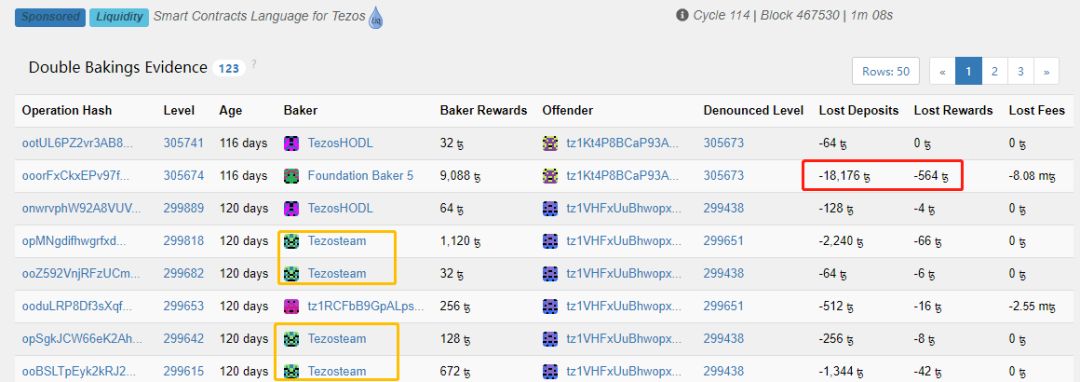 Sponsored Liquidity Smart Contracts Language for Tezos LIQ Cycle 114 | Block 467530 | 1m 08s
Double Bakings Evidence 123 ? Rows: 50 « 1 2 3 »
Operation Hash Level Age Baker Baker Rewards Offender Denounced Level Lost Deposits Lost Rewards Lost Fees
ootUL6PZ2vr3AB8... 305741 116 days TezosHODL 32 ꜩ tz1Kt4P8BCaP93A... 305673 -64 ꜩ 0 ꜩ 0 ꜩ
ooorFxCkxEPv97f... 305674 116 days Foundation Baker 5 9,088 ꜩ tz1Kt4P8BCaP93A... 305673 -18,176 ꜩ -564 ꜩ -8.08 mꜩ
onwrvphW92A8VUV... 299889 120 days TezosHODL 64 ꜩ tz1VHFxUuBhwopx... 299438 -128 ꜩ -4 ꜩ 0 ꜩ
opMNgdlfhwgrfxd... 299818 120 days Tezosteam 1,120 ꜩ tz1VHFxUuBhwopx... 299651 -2,240 ꜩ -66 ꜩ 0 ꜩ
ooZ592VnjRFzUCm... 299682 120 days Tezosteam 32 ꜩ tz1VHFxUuBhwopx... 299438 -64 ꜩ -6 ꜩ 0 ꜩ
ooduLRP8Df3sXqf... 299653 120 days tz1RCFbB9GpALps... 256 ꜩ tz1VHFxUuBhwopx... 299651 -512 ꜩ -16 ꜩ -2.55 mꜩ
opSgkJCW66eK2Ah... 299642 120 days Tezosteam 128 ꜩ tz1VHFxUuBhwopx... 299438 -256 ꜩ -8 ꜩ 0 ꜩ
ooBSLTpEyk2kRJ2... 299615 120 days Tezosteam 672 ꜩ tz1VHFxUuBhwopx... 299438 -1,344 ꜩ -42 ꜩ 0 ꜩ